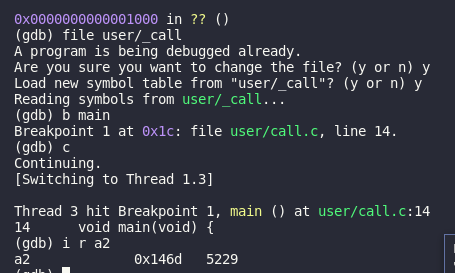 0x0000000000001000 in ?? ()
(gdb) file user/_call
A program is being debugged already.
Are you sure you want to change the file? (y or n) y
Load new symbol table from "user/_call"? (y or n) y
Reading symbols from user/_call...
(gdb) b main
Breakpoint 1 at 0x1c: file user/call.c, line 14.
(gdb) c
Continuing.
[Switching to Thread 1.3]

Thread 3 hit Breakpoint 1, main () at user/call.c:14
14      void main(void) {
(gdb) i r a2
a2             0x146d   5229
(gdb)